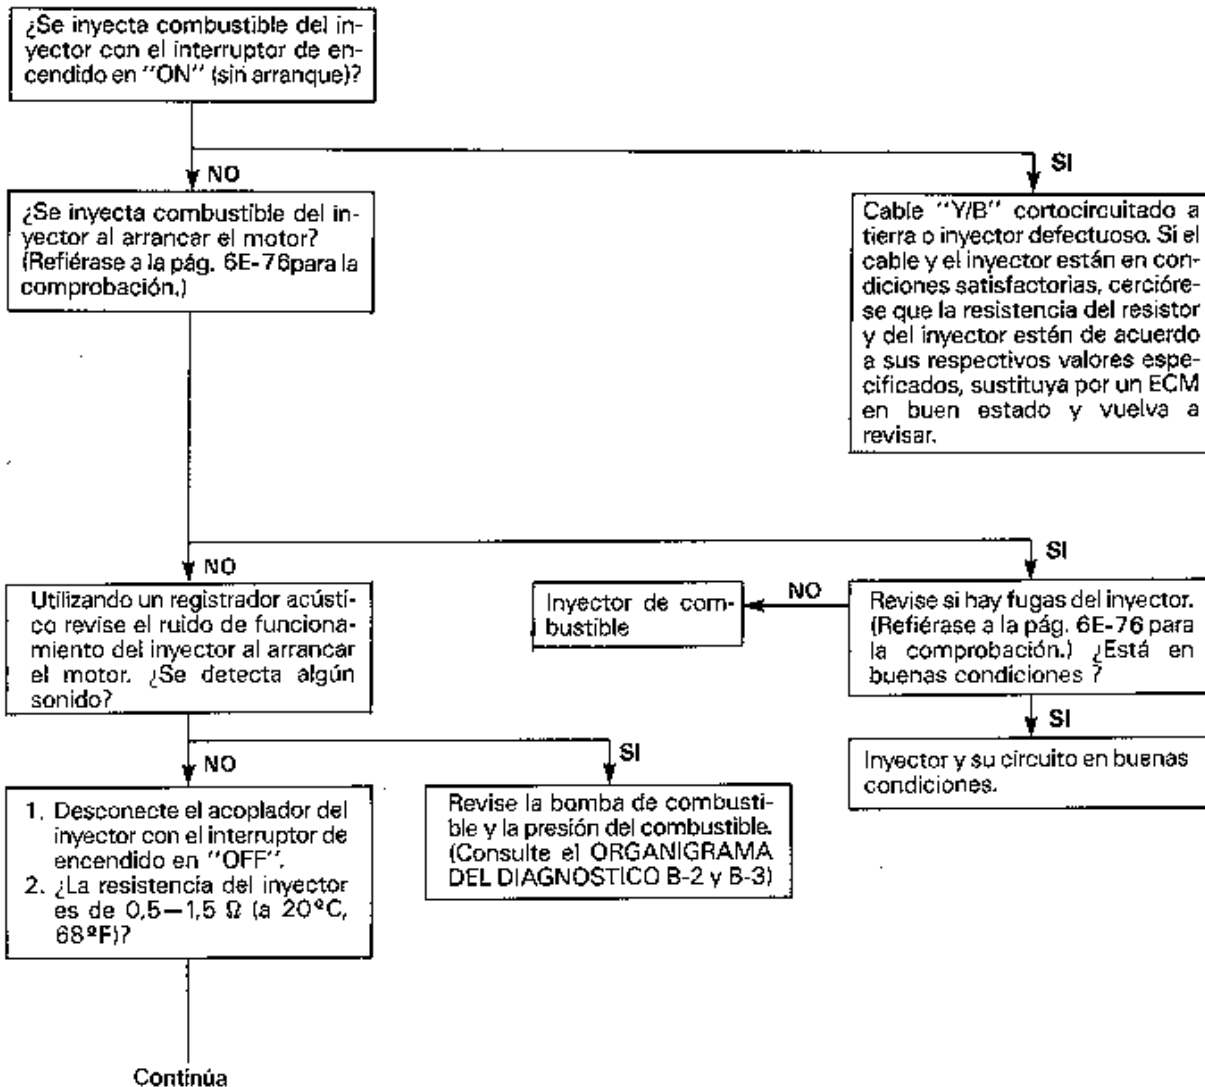 ¿Se inyecta combustible del in-
yector con el interruptor de en-
cendido en "ON" (sin arranque)?
NO
SI
¿Se inyecta combustible del in-
yector al arrancar el motor?
(Refiérase a la pág. 6E-76para la
comprobación.)
Cable "Y/B" cortocircuitado a
tierra o inyector defectuoso. Si el
cable y el inyector están en con-
diciones satisfactorias, cercióre-
se que la resistencia del resistor
y del inyector estén de acuerdo
a sus respectivos valores espe-
cificados, sustituya por un ECM
en buen estado y vuelva a
revisar.
NO
SI
Utilizando un registrador acústi-
co revise el ruido de funciona-
miento del inyector al arrancar
el motor. ¿Se detecta algún
sonido?
Inyector de com-
bustible
NO
Revise si hay fugas del inyector.
(Refiérase a la pág. 6E-76 para
la comprobación.) ¿Está en
buenas condiciones ?
SI
NO
SI
Inyector y su circuito en buenas
condiciones.
1. Desconecte el acoplador del
inyector con el interruptor de
encendido en "OFF".
2. ¿La resistencia del inyector
es de 0,5—1,5 Ω (a 20ºC,
68ºF)?
Revise la bomba de combusti-
ble y la presión del combustible.
(Consulte el ORGANIGRAMA
DEL DIAGNOSTICO B-2 y B-3)
Continúa